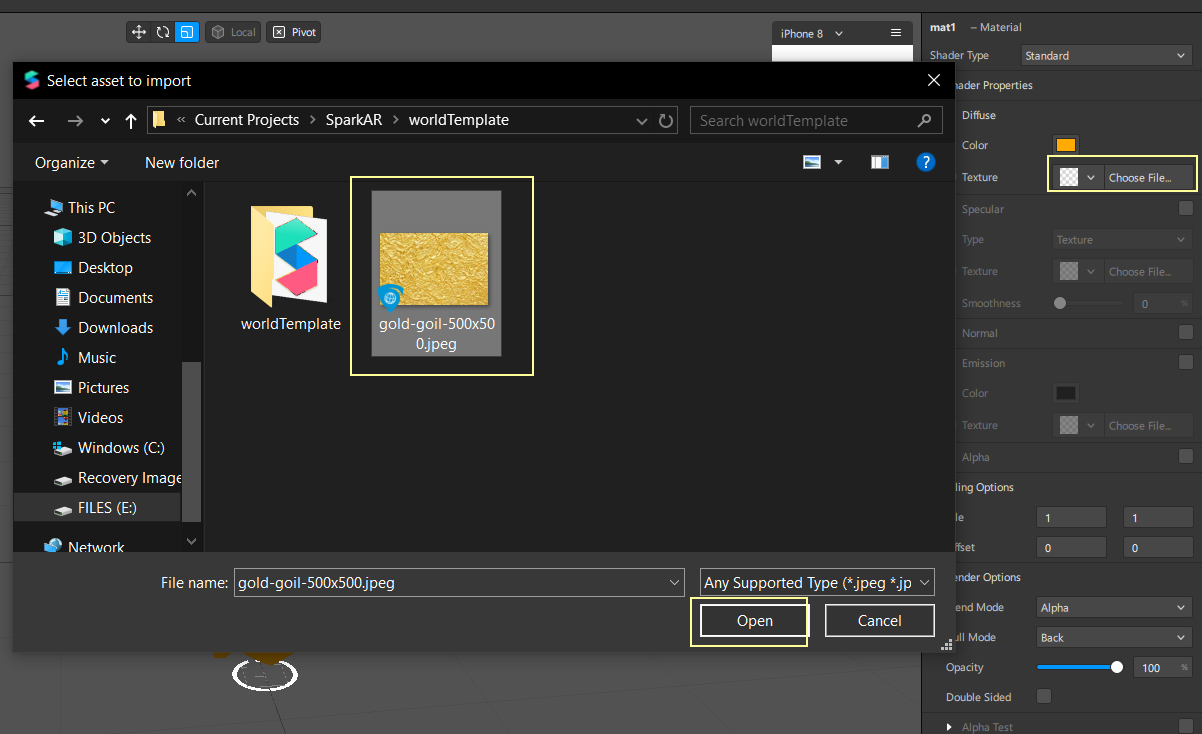 Local
Pivot
iPhone 8
mat1 – Material
Shader Type Standard
Select asset to import
« Current Projects > SparkAR > worldTemplate
Search worldTemplate
Organize
New folder
?
This PC
3D Objects
Desktop
Documents
Downloads
Music
Pictures
Videos
Windows (C:)
Recovery Image
FILES (E:)
Network
worldTemplate
gold-goil-500x50
0.jpeg
File name: gold-goil-500x500.jpeg
Any Supported Type (*.jpeg *.jp
Open
Cancel
ader Properties
Diffuse
Color
Texture Choose File...
Specular
Type Texture
Texture Choose File...
Smoothness 0 %
Normal
Emission
Color
Texture Choose File...
Alpha
ling Options
le 1 1
ffset 0 0
ender Options
end Mode Alpha
ull Mode Back
Opacity 100 %
Double Sided
Alpha Test